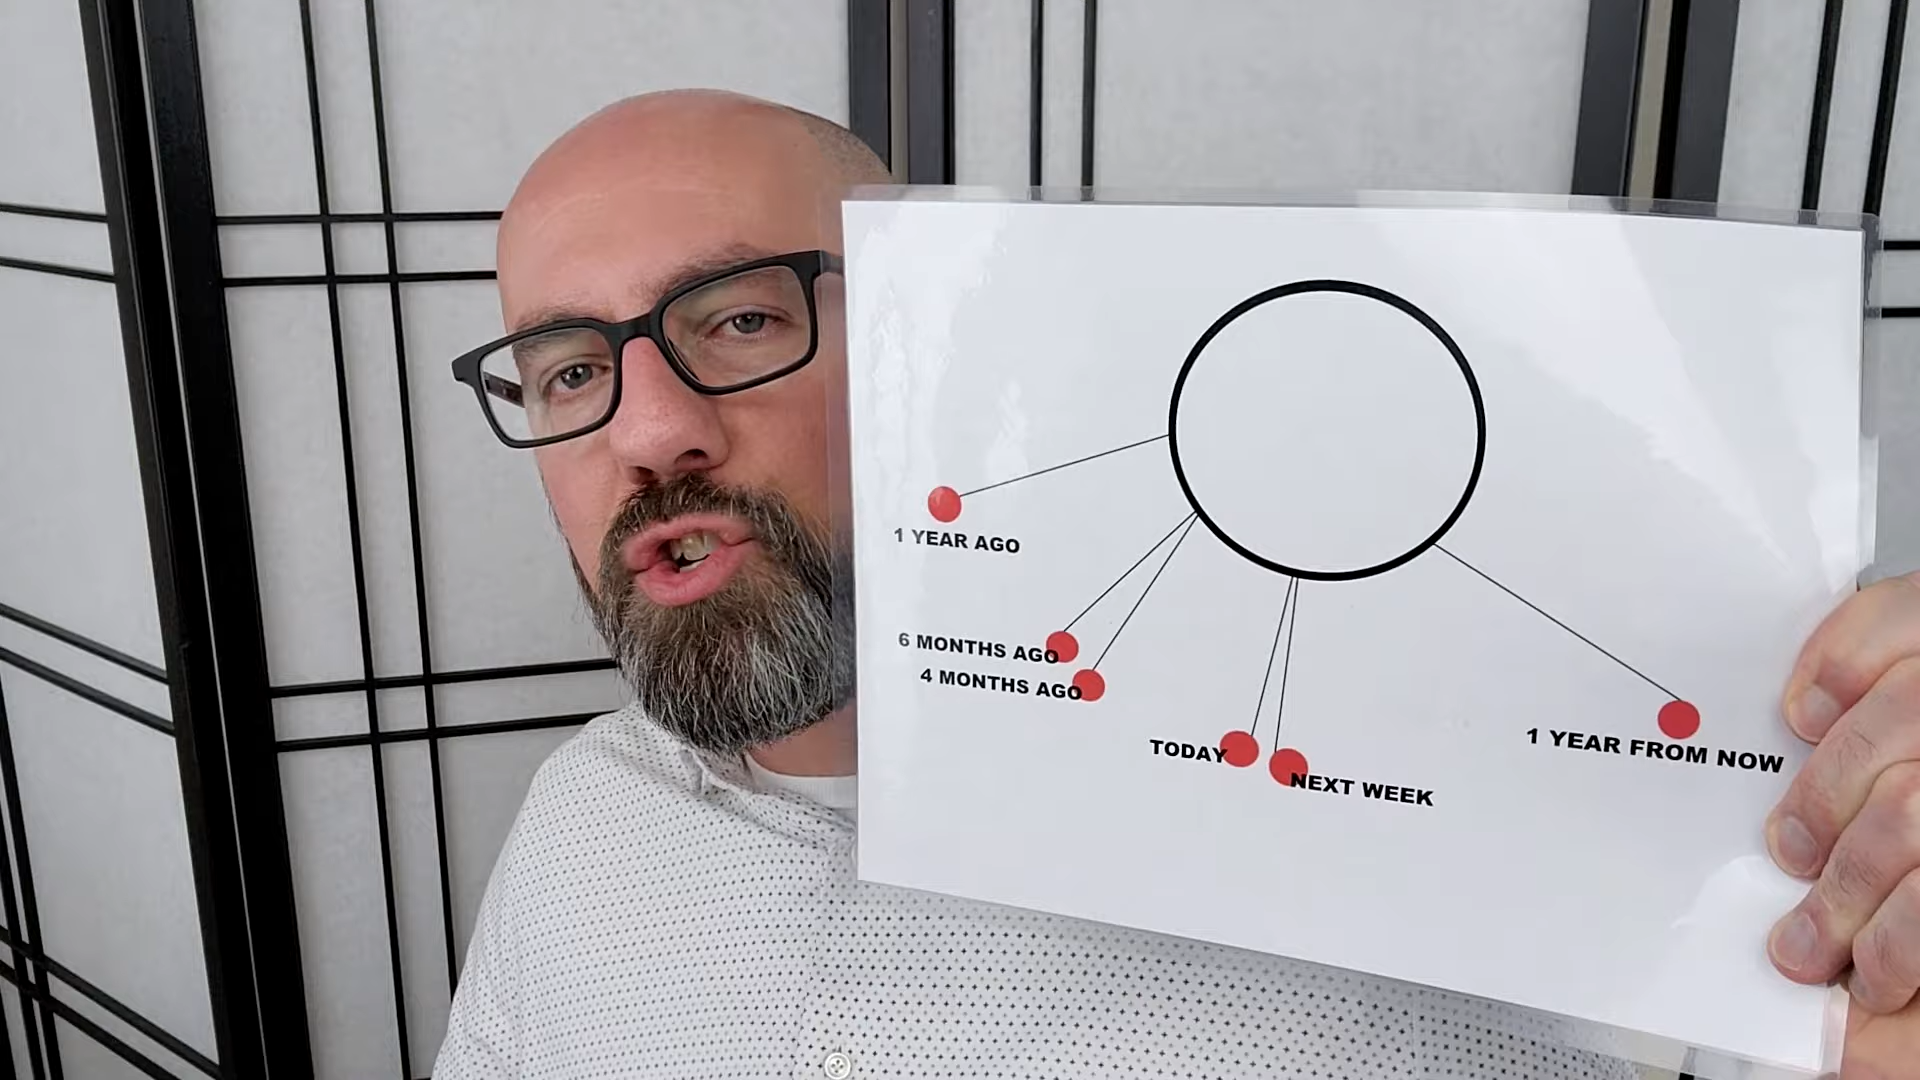 1 YEAR AGO
6 MONTHS AGO
4 MONTHS AGO
TODAY
NEXT WEEK
1 YEAR FROM NOW